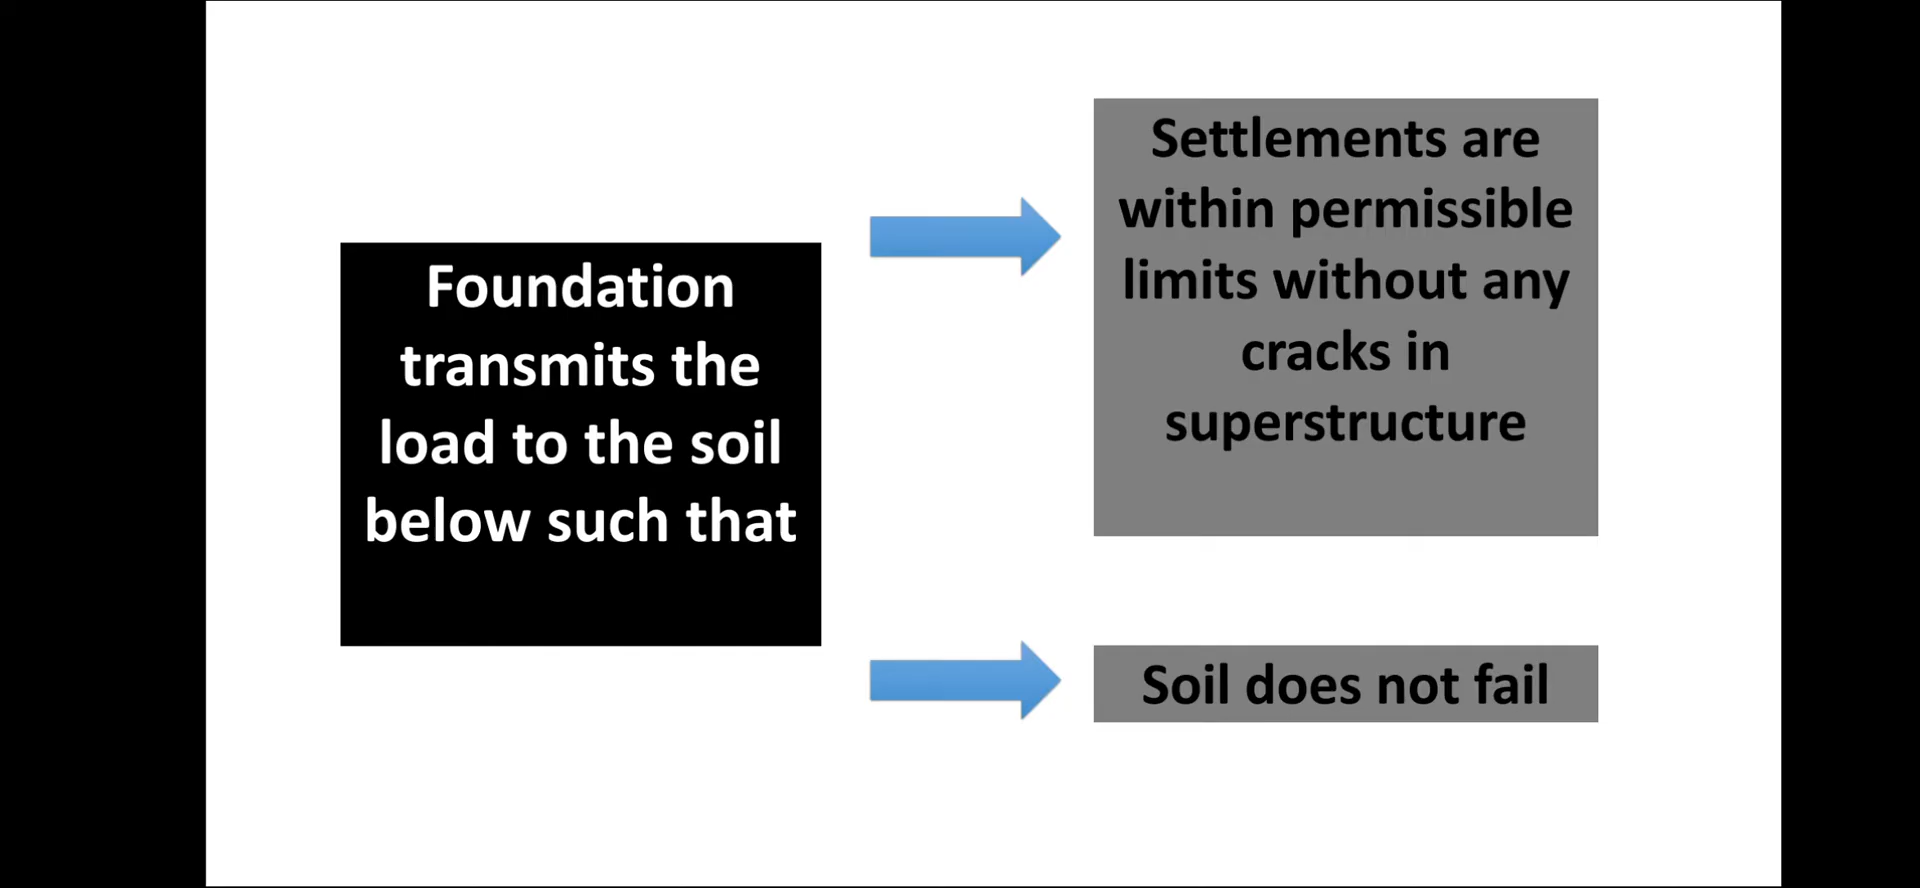 Foundation
transmits the
load to the soil
below such that
Settlements are
within permissible
limits without any
cracks in
superstructure
Soil does not fail